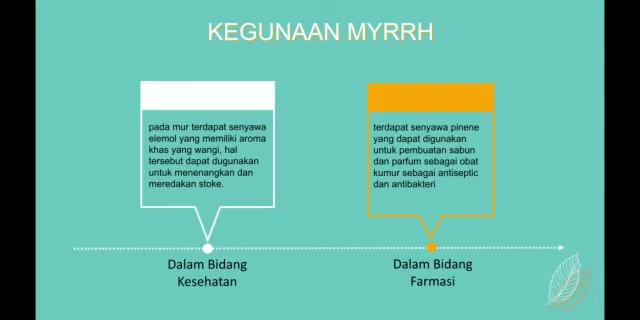 KEGUNAAN MYRRH
pada mur terdapat senyawa
elemol yang memiliki aroma
khas yang wangi, hal
tersebut dapat dugunakan
untuk menenangkan dan
meredakan stoke.
terdapat senyawa pinene
yang dapat digunakan
untuk pembuatan sabun
dan parfum sebagai obat
kumur sebagai antiseptic
dan antibakteri
Dalam Bidang
Kesehatan
Dalam Bidang
Farmasi